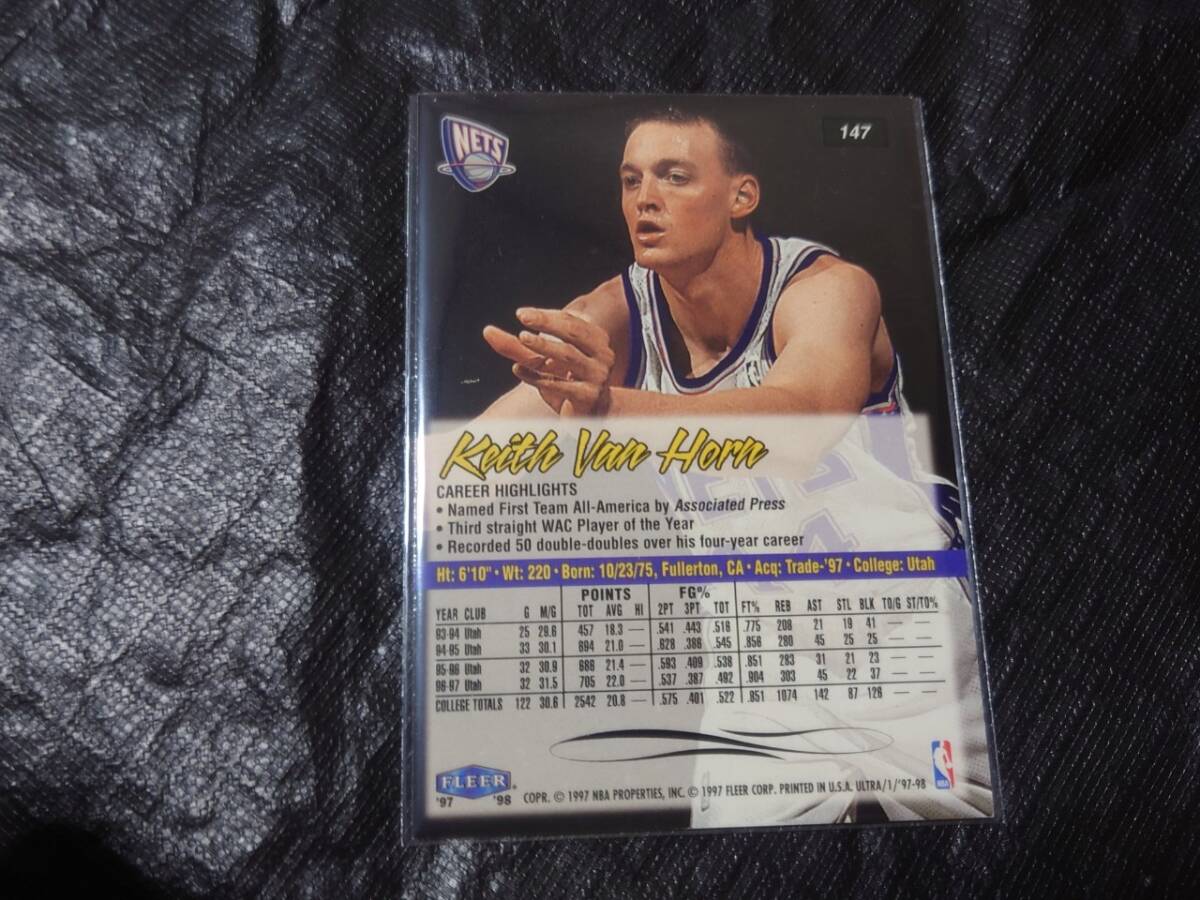 NETS
147
Keith Van Horn
CAREER HIGHLIGHTS
• Named First Team All-America by Associated Press
• Third straight WAC Player of the Year
• Recorded 50 double-doubles over his four-year career
Ht: 6'10" • Wt: 220 • Born: 10/23/75, Fullerton, CA • Acq: Trade-'97 • College: Utah
POINTS FG%
YEAR CLUB G M/G TOT AVG HI 2PT 3PT TOT FT% REB AST STL BLK TO/G ST/TO%
93-94 Utah 25 29.6 457 18.3 — .541 .443 .518 .775 208 21 19 41 — —
94-95 Utah 33 30.1 694 21.0 — .628 .386 .545 .856 280 45 25 25 — —
95-96 Utah 32 30.9 686 21.4 — .593 .409 .538 .851 283 31 21 23 — —
96-97 Utah 32 31.5 705 22.0 — .537 .387 .492 .904 303 45 22 37 — —
COLLEGE TOTALS 122 30.6 2542 20.8 — .575 .401 .522 .851 1074 142 87 126 — —
FLEER
'97 '98
COPR. © 1997 NBA PROPERTIES, INC. © 1997 FLEER CORP. PRINTED IN U.S.A. ULTRA/1/'97-98
NBA